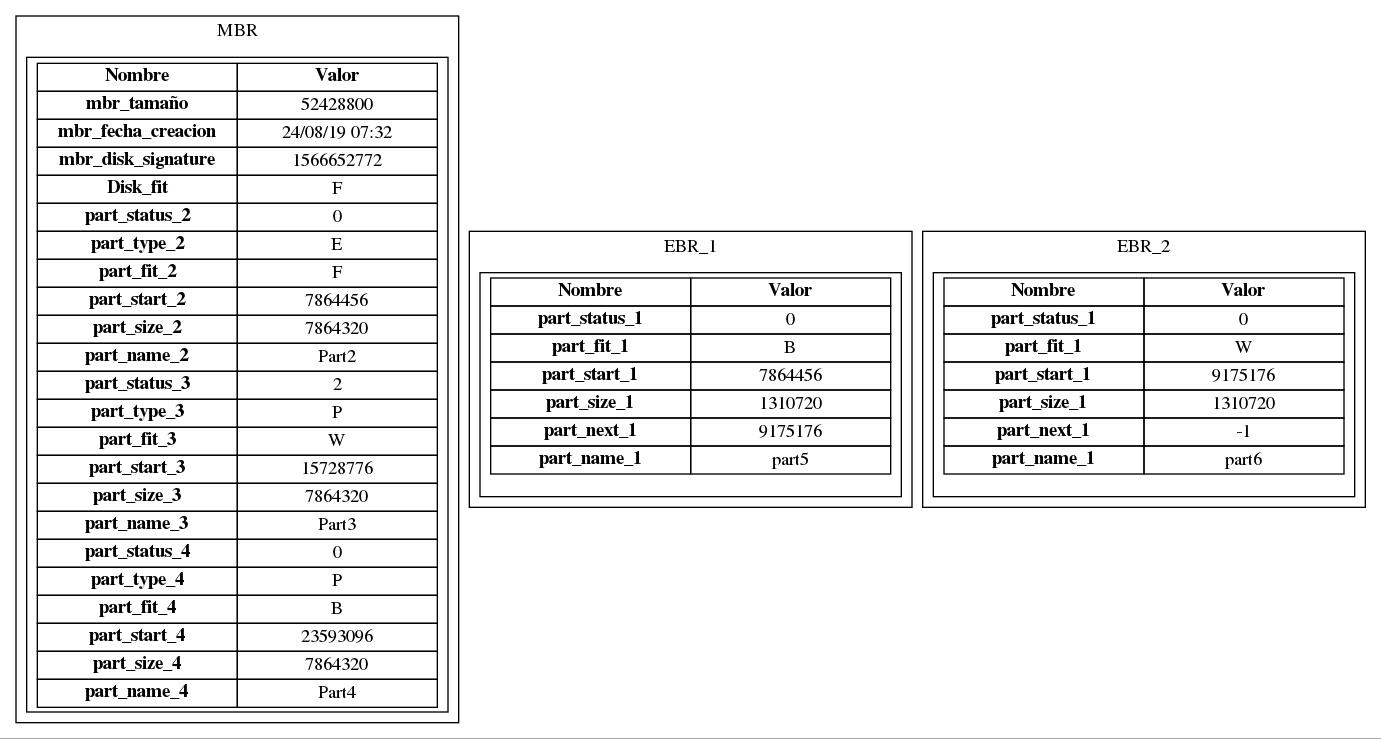 MBR
Nombre Valor
mbr_tamaño 52428800
mbr_fecha_creacion 24/08/19 07:32
mbr_disk_signature 1566652772
Disk_fit F
part_status_2 0
part_type_2 E
part_fit_2 F
part_start_2 7864456
part_size_2 7864320
part_name_2 Part2
part_status_3 2
part_type_3 P
part_fit_3 W
part_start_3 15728776
part_size_3 7864320
part_name_3 Part3
part_status_4 0
part_type_4 P
part_fit_4 B
part_start_4 23593096
part_size_4 7864320
part_name_4 Part4
EBR_1
Nombre Valor
part_status_1 0
part_fit_1 B
part_start_1 7864456
part_size_1 1310720
part_next_1 9175176
part_name_1 part5
EBR_2
Nombre Valor
part_status_1 0
part_fit_1 W
part_start_1 9175176
part_size_1 1310720
part_next_1 -1
part_name_1 part6